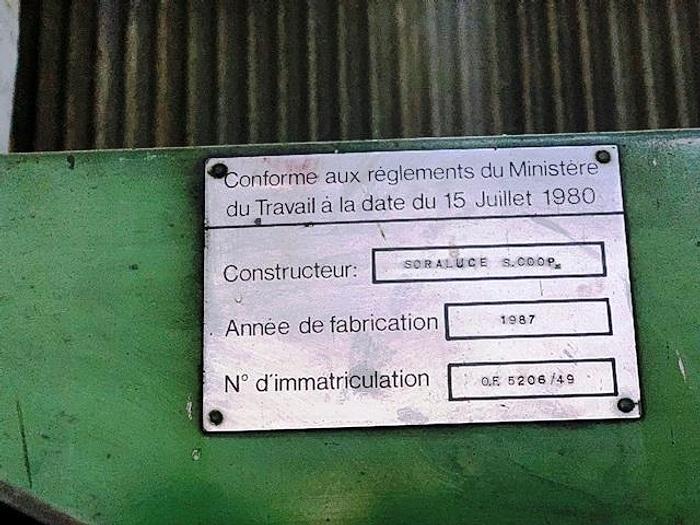 Conforme aux réglements du Ministère
du Travail à la date du 15 Juillet 1980
Constructeur: SORALUCE S.COOP.
Année de fabrication 1987
N° d'immatriculation O.F. 5206/49